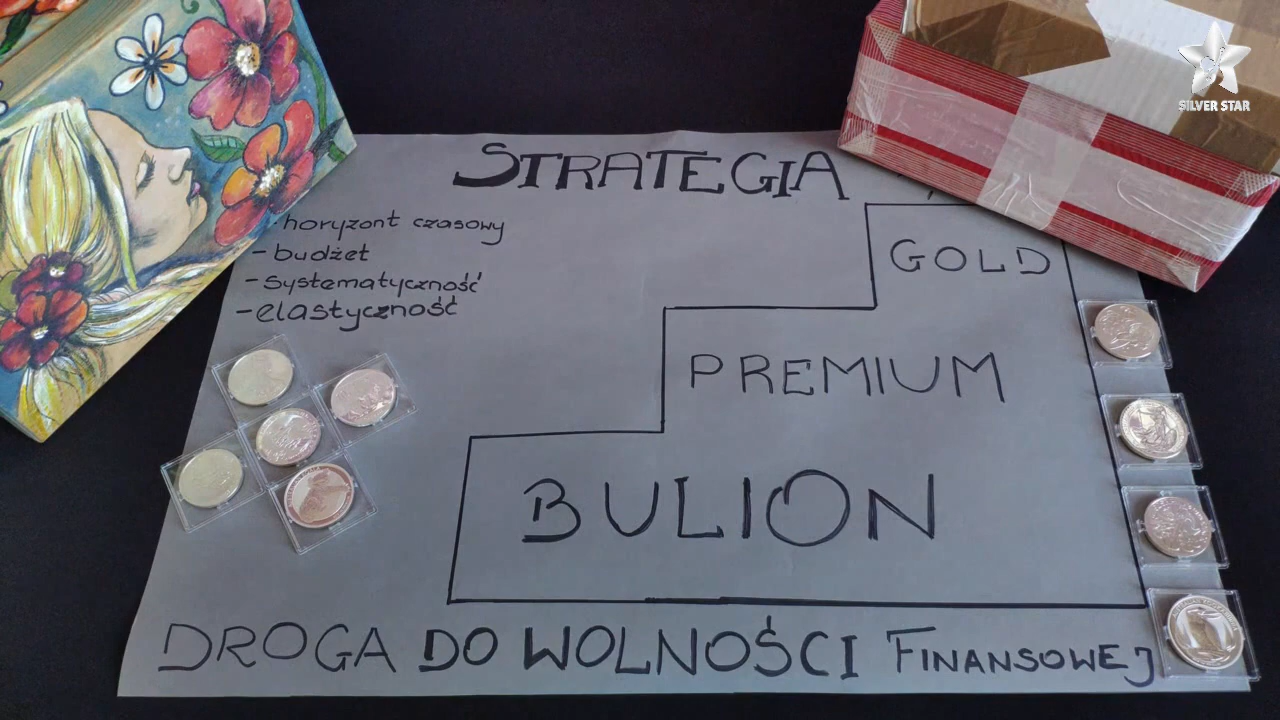 SILVER STAR
STRATEGIA
- horyzont czasowy
- budżet
- systematyczność
- elastyczność
GOLD
PREMIUM
BULION
DROGA DO WOLNOŚCI FINANSOWEJ